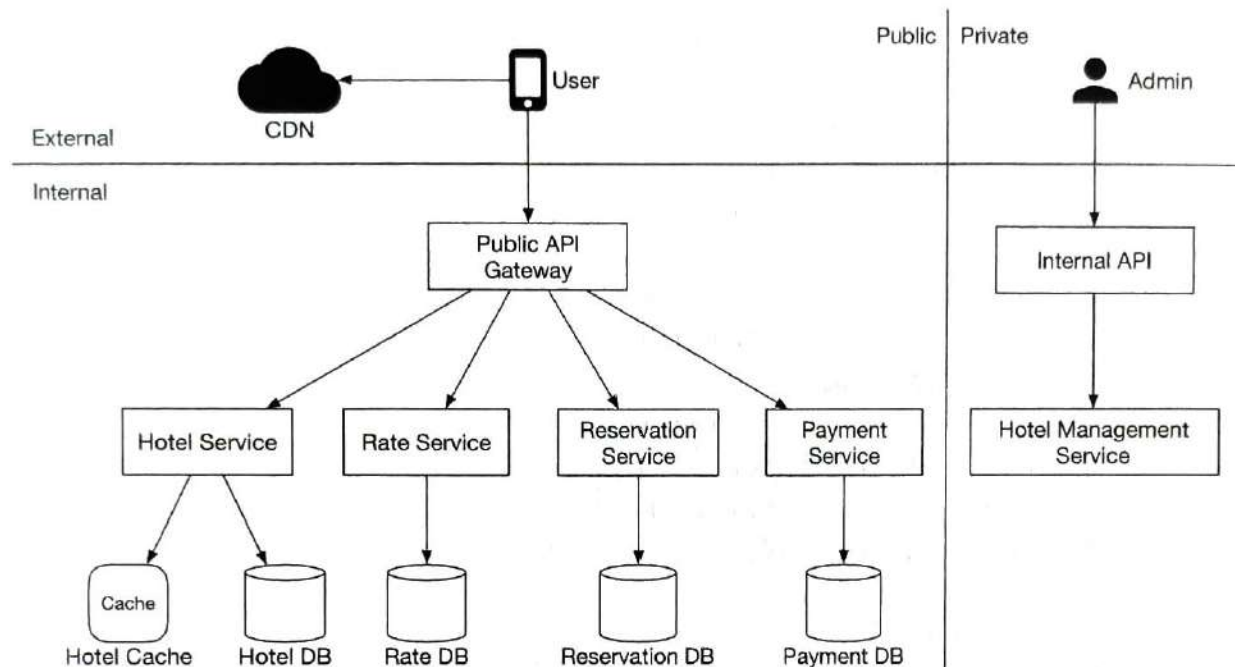 Public
Private
User
Admin
CDN
External
Internal
Public API
Gateway
Internal API
Hotel Service
Rate Service
Reservation
Service
Payment
Service
Hotel Management
Service
Cache
Hotel Cache
Hotel DB
Rate DB
Reservation DB
Payment DB